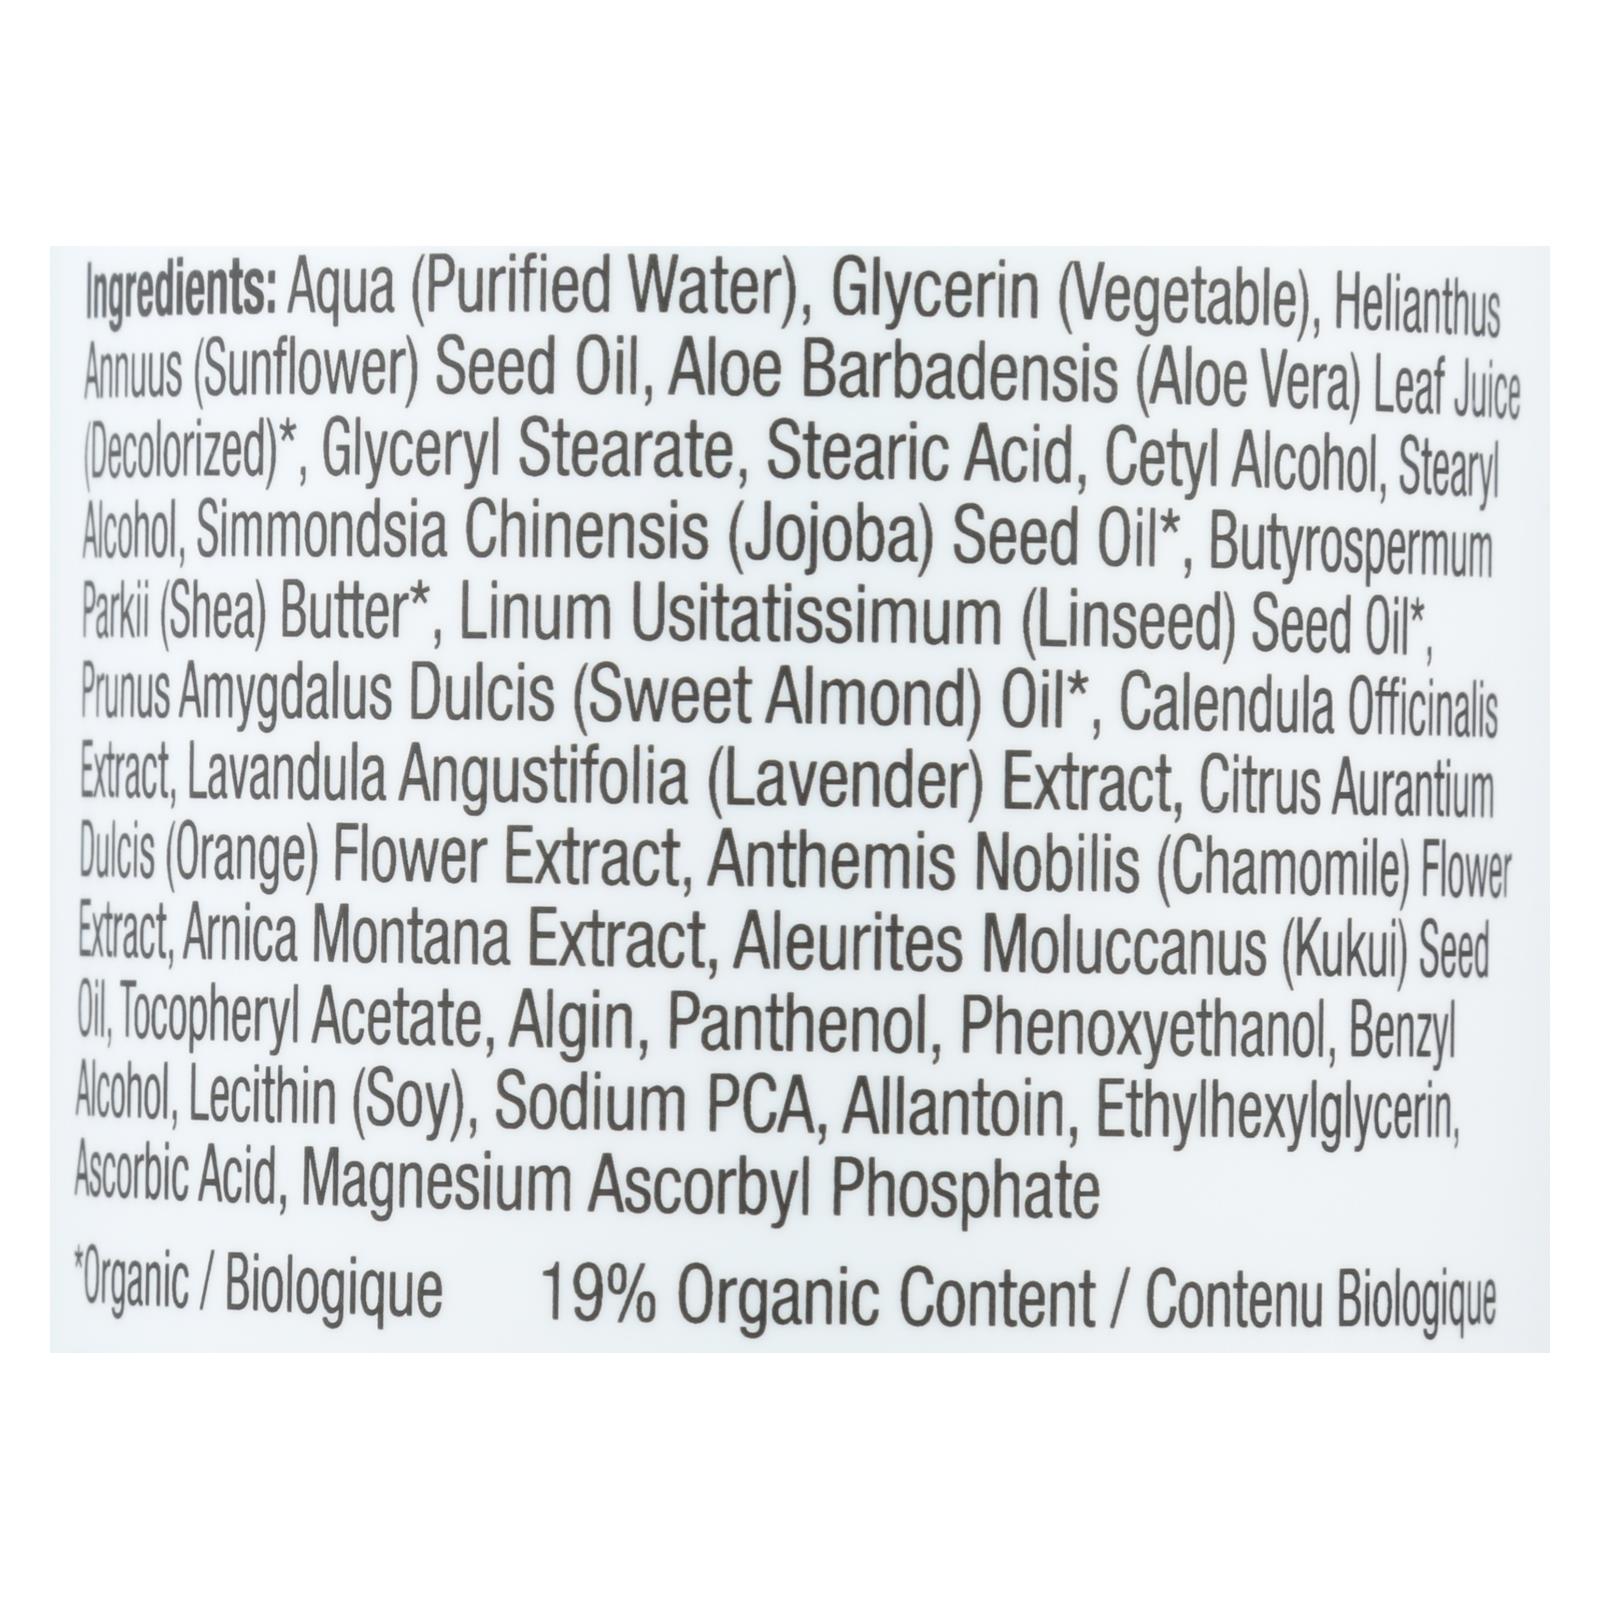 Ingredients: Aqua (Purified Water), Glycerin (Vegetable), Helianthus
Annuus (Sunflower) Seed Oil, Aloe Barbadensis (Aloe Vera) Leaf Juice
(Decolorized)*, Glyceryl Stearate, Stearic Acid, Cetyl Alcohol, Stearyl
Alcohol, Simmondsia Chinensis (Jojoba) Seed Oil*, Butyrospermum
Parkii (Shea) Butter*, Linum Usitatissimum (Linseed) Seed Oil*,
Prunus Amygdalus Dulcis (Sweet Almond) Oil*, Calendula Officinalis
Extract, Lavandula Angustifolia (Lavender) Extract, Citrus Aurantium
Dulcis (Orange) Flower Extract, Anthemis Nobilis (Chamomile) Flower
Extract, Arnica Montana Extract, Aleurites Moluccanus (Kukui) Seed
Oil, Tocopheryl Acetate, Algin, Panthenol, Phenoxyethanol, Benzyl
Alcohol, Lecithin (Soy), Sodium PCA, Allantoin, Ethylhexylglycerin,
Ascorbic Acid, Magnesium Ascorbyl Phosphate
*Organic / Biologique 19% Organic Content / Contenu Biologique